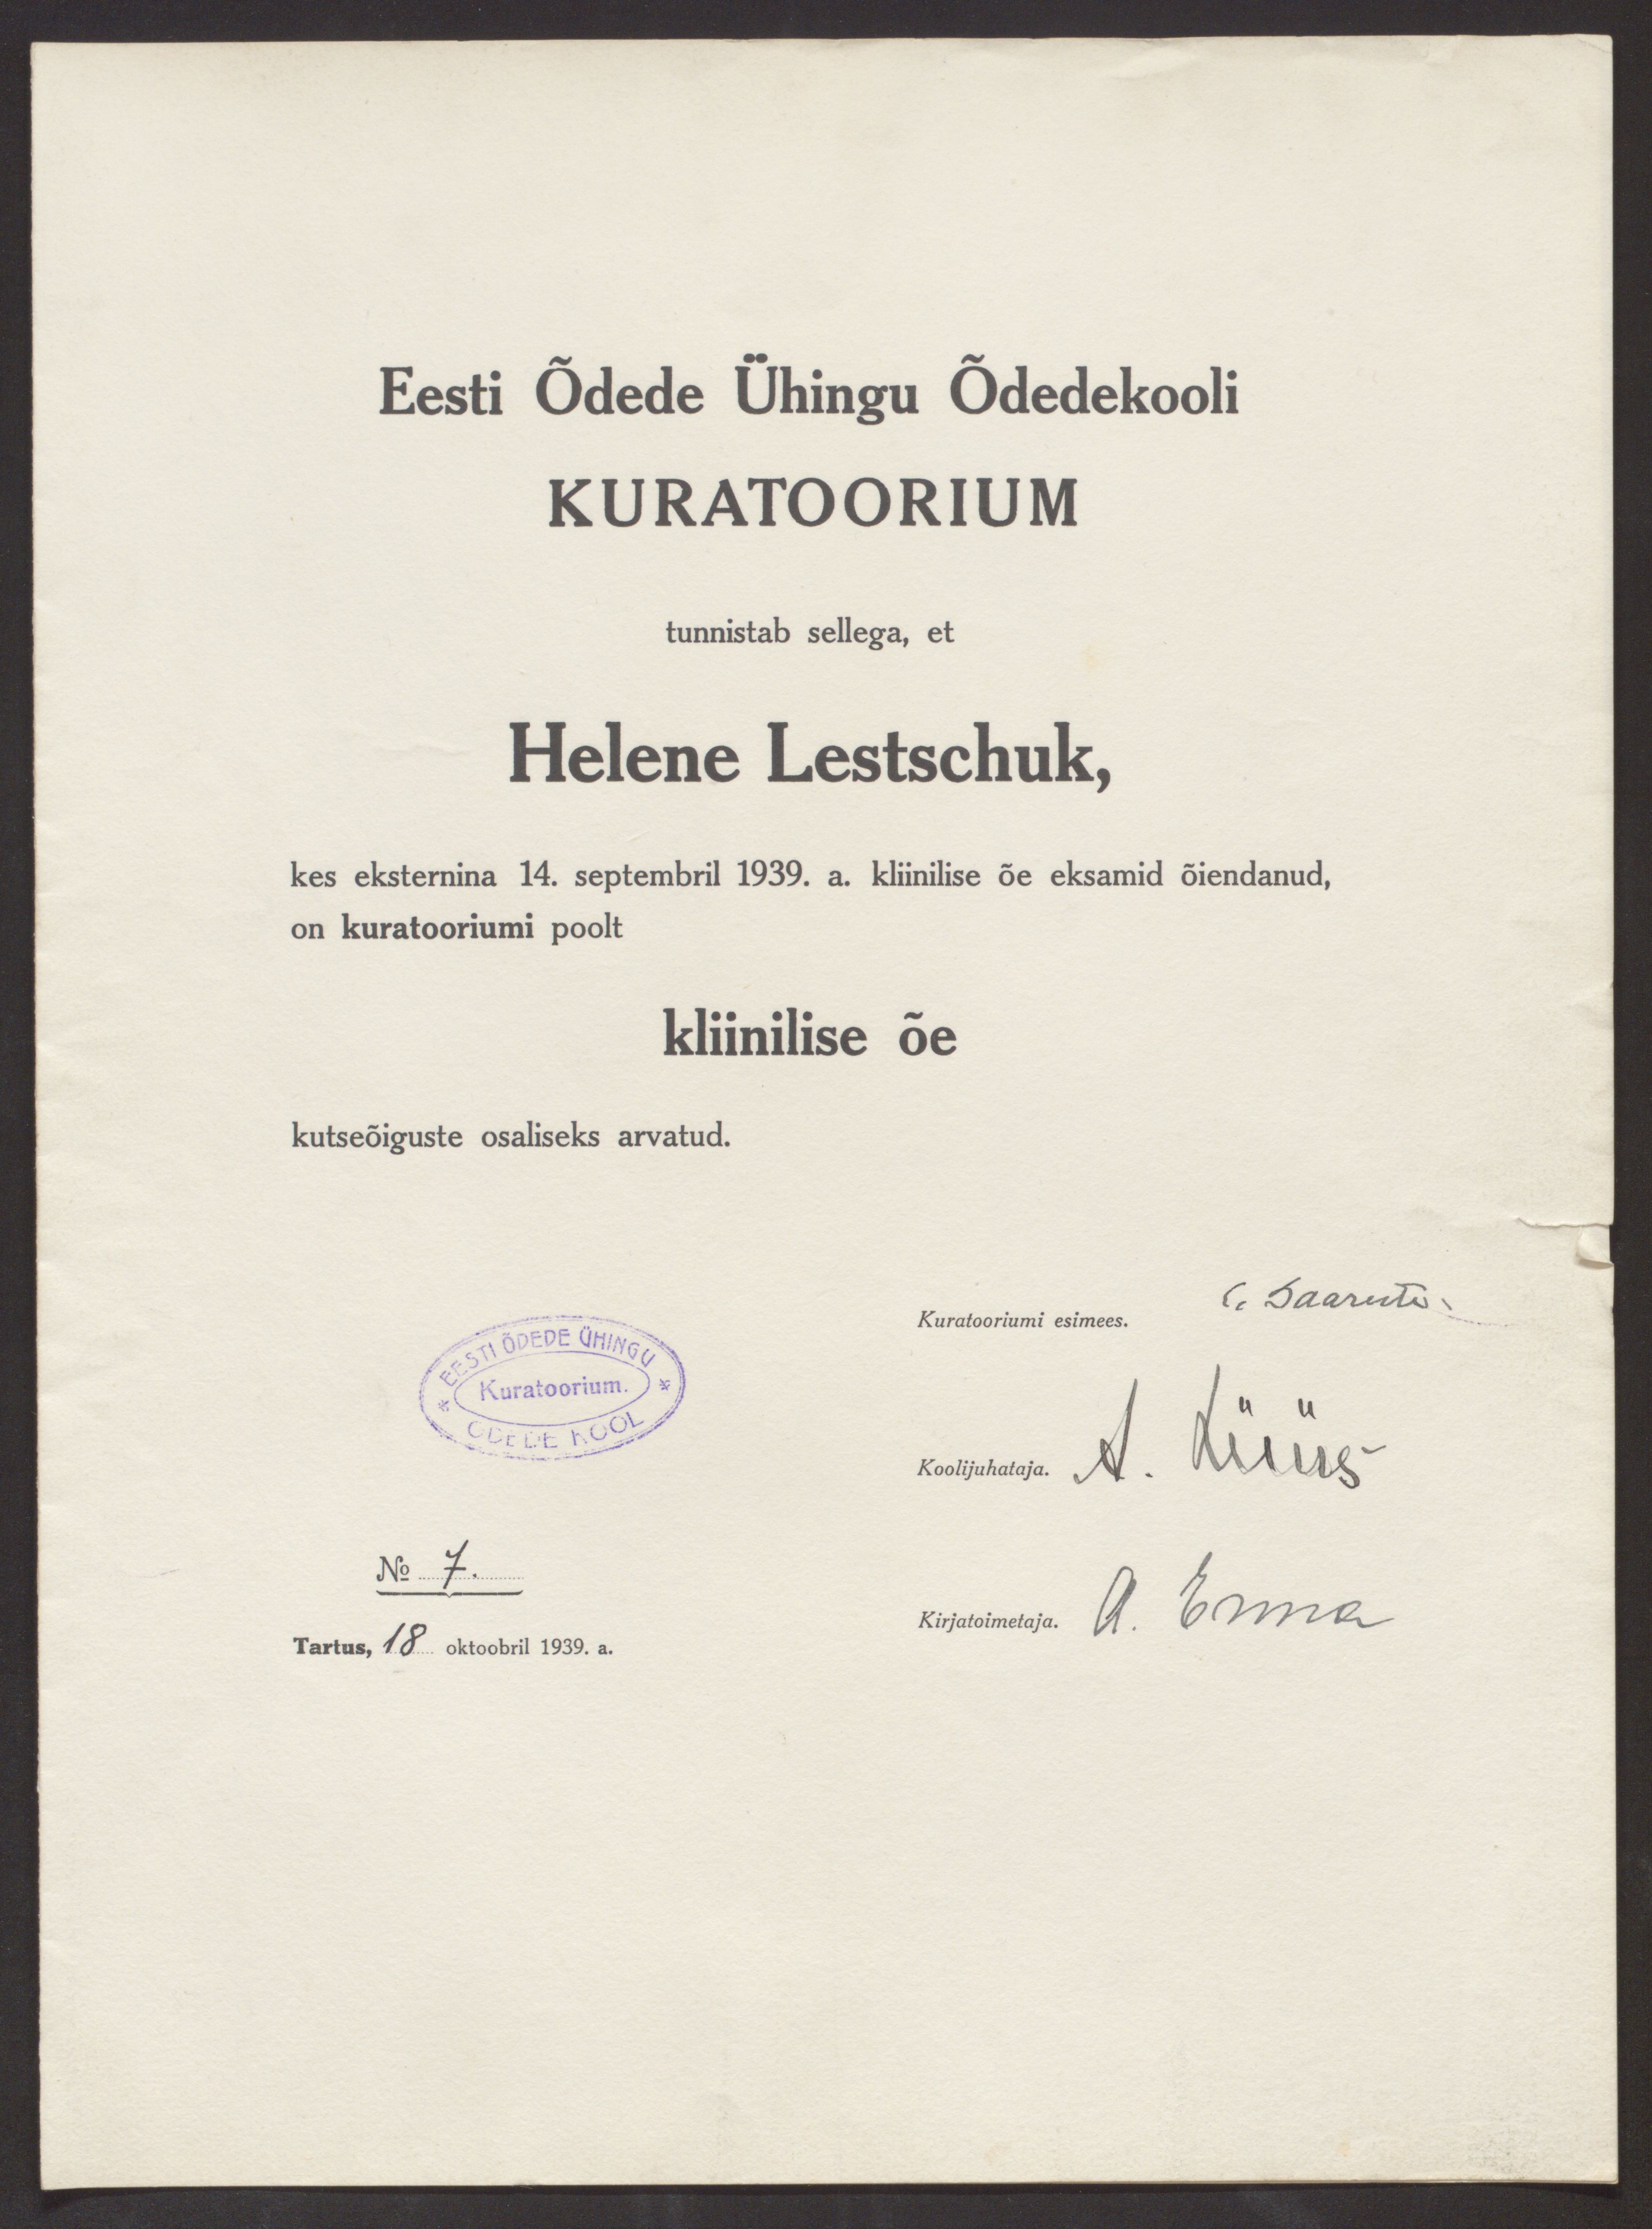 Eesti Õdede Ühingu Õdedekooli
KURATOORIUM
tunnistab sellega, et
Helene Lestschuk,
kes eksternina 14. septembril 1939. a. kliinilise õe eksamid õiendanud,
on kuratooriumi poolt
kliinilise õe
kutseõiguste osaliseks arvatud.
Kuratooriumi esimees.
EESTI ÕDEDE ÜHINGU
Kuratoorium.
ÕDEDE KOOL
Koolijuhataja. A. Lüüs
№ 7.
Kirjatoimetaja. A. Enna
Tartus, 18 oktoobril 1939. a.